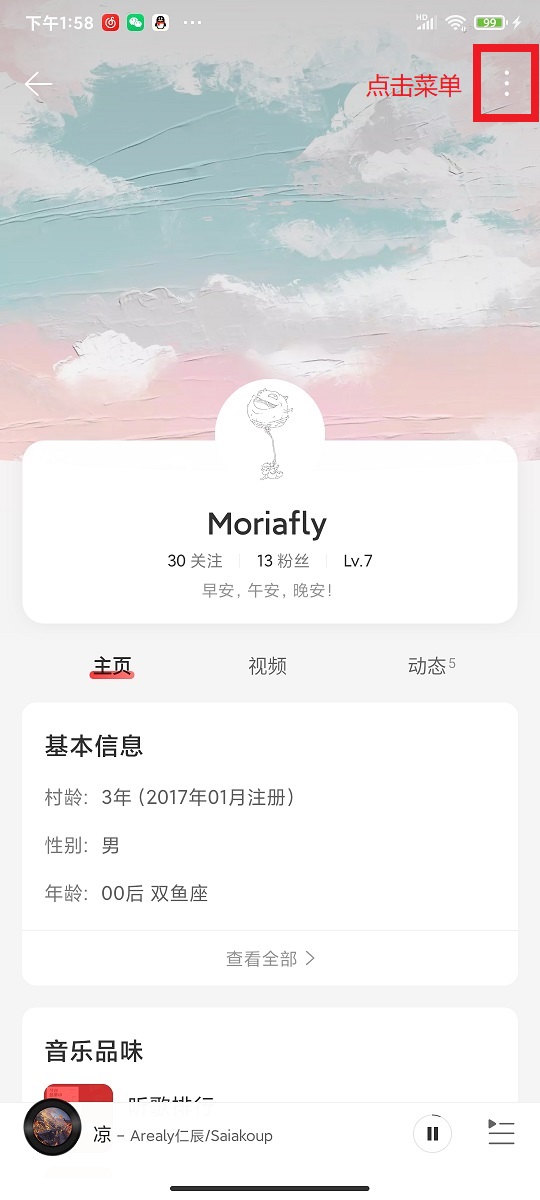 下午1:58 ··· HD 99
点击菜单
Moriafly
30 关注 13 粉丝 Lv.7
早安, 午安, 晚安!
主页 视频 动态5
基本信息
村龄: 3年 (2017年01月注册)
性别: 男
年龄: 00后 双鱼座
查看全部
音乐品味
听歌排行
凉 - Arealy仁辰/Saiakoup